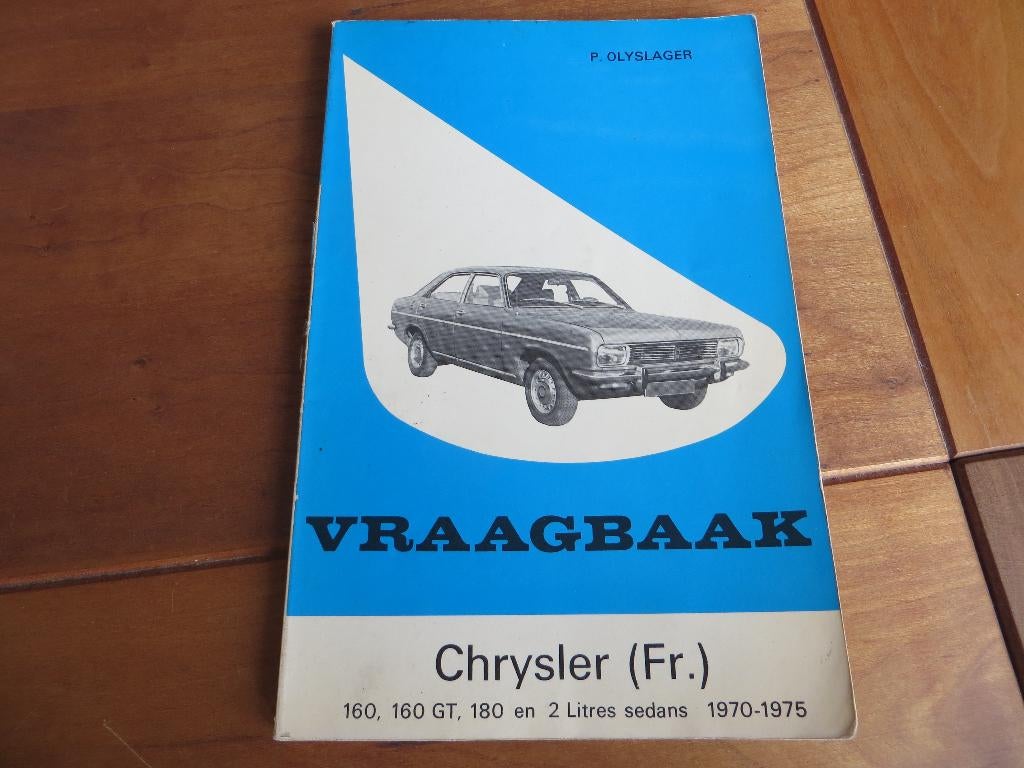 P. OLYSLAGER
VRAAGBAAK
Chrysler (Fr.)
160, 160 GT, 180 en 2 Litres sedans 1970-1975